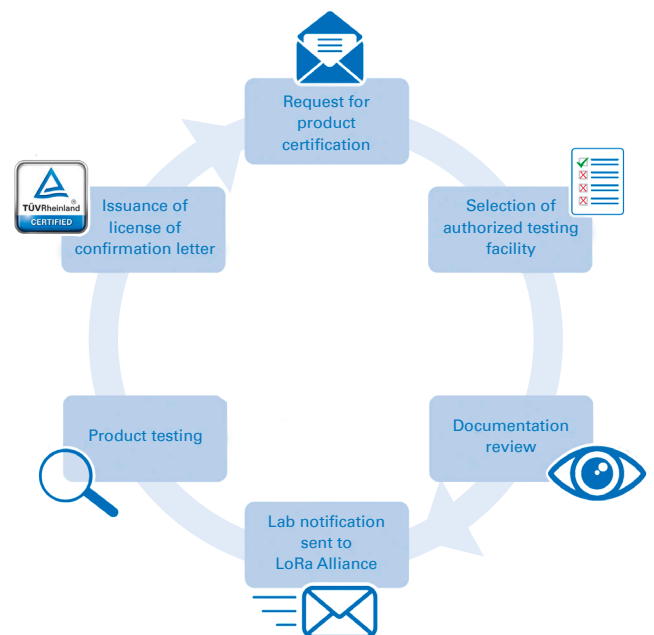 Request for
product
certification
Selection of
authorized testing
facility
Documentation
review
Lab notification
sent to
LoRa Alliance
Product testing
Issuance of
license of
confirmation letter
TÜVRheinland®
CERTIFIED